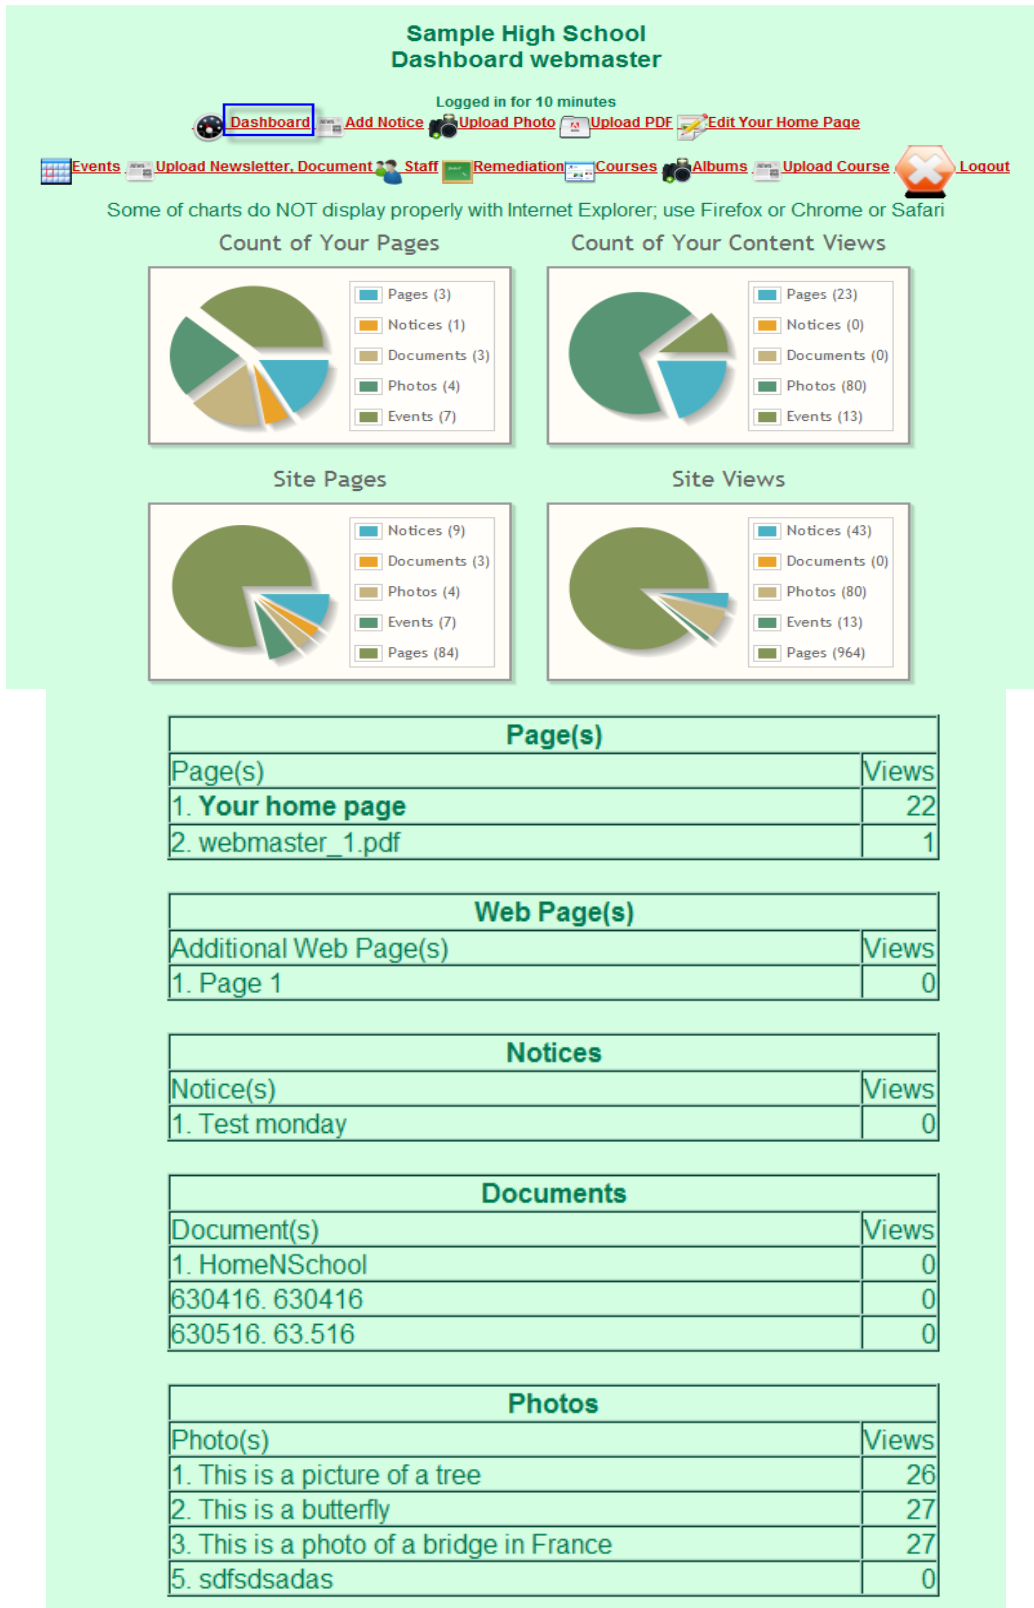 Sample High School
Dashboard webmaster
Logged in for 10 minutes
Dashboard Add Notice Upload Photo Upload PDF Edit Your Home Page
Events Upload Newsletter, Document Staff Remediation Courses Albums Upload Course Logout
Some of charts do NOT display properly with Internet Explorer; use Firefox or Chrome or Safari
Count of Your Pages
Pages (3)
Notices (1)
Documents (3)
Photos (4)
Events (7)
Count of Your Content Views
Pages (23)
Notices (0)
Documents (0)
Photos (80)
Events (13)
Site Pages
Notices (9)
Documents (3)
Photos (4)
Events (7)
Pages (84)
Site Views
Notices (43)
Documents (0)
Photos (80)
Events (13)
Pages (964)
Page(s)
Page(s) Views
1. Your home page 22
2. webmaster_1.pdf 1
Web Page(s)
Additional Web Page(s) Views
1. Page 1 0
Notices
Notice(s) Views
1. Test monday 0
Documents
Document(s) Views
1. HomeNSchool 0
630416. 630416 0
630516. 63.516 0
Photos
Photo(s) Views
1. This is a picture of a tree 26
2. This is a butterfly 27
3. This is a photo of a bridge in France 27
5. sdfsdsadas 0